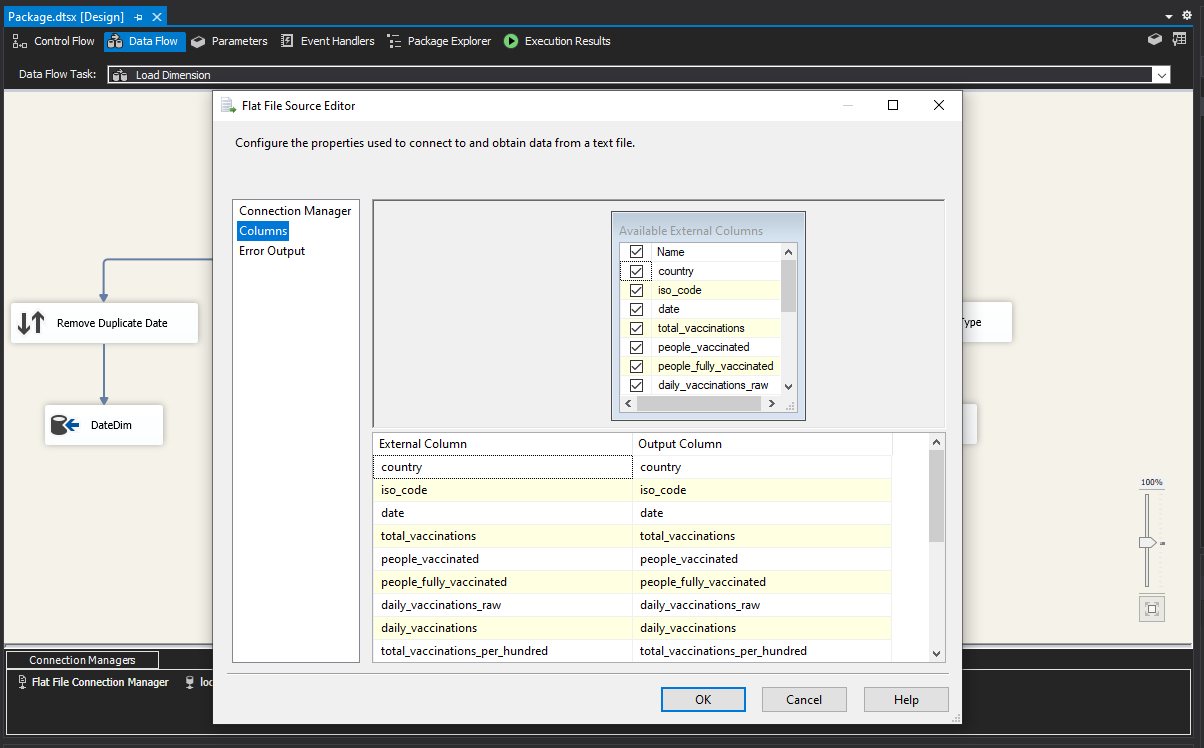 Package.dtsx [Design]
Control Flow Data Flow Parameters Event Handlers Package Explorer Execution Results
Data Flow Task: Load Dimension
Flat File Source Editor
Configure the properties used to connect to and obtain data from a text file.
Connection Manager
Columns
Error Output
Available External Columns
Name
country
iso_code
date
total_vaccinations
people_vaccinated
people_fully_vaccinated
daily_vaccinations_raw
Remove Duplicate Date
DateDim
Type
External Column Output Column
country country
iso_code iso_code
date date
total_vaccinations total_vaccinations
people_vaccinated people_vaccinated
people_fully_vaccinated people_fully_vaccinated
daily_vaccinations_raw daily_vaccinations_raw
daily_vaccinations daily_vaccinations
total_vaccinations_per_hundred total_vaccinations_per_hundred
100%
OK Cancel Help
Connection Managers
Flat File Connection Manager loc